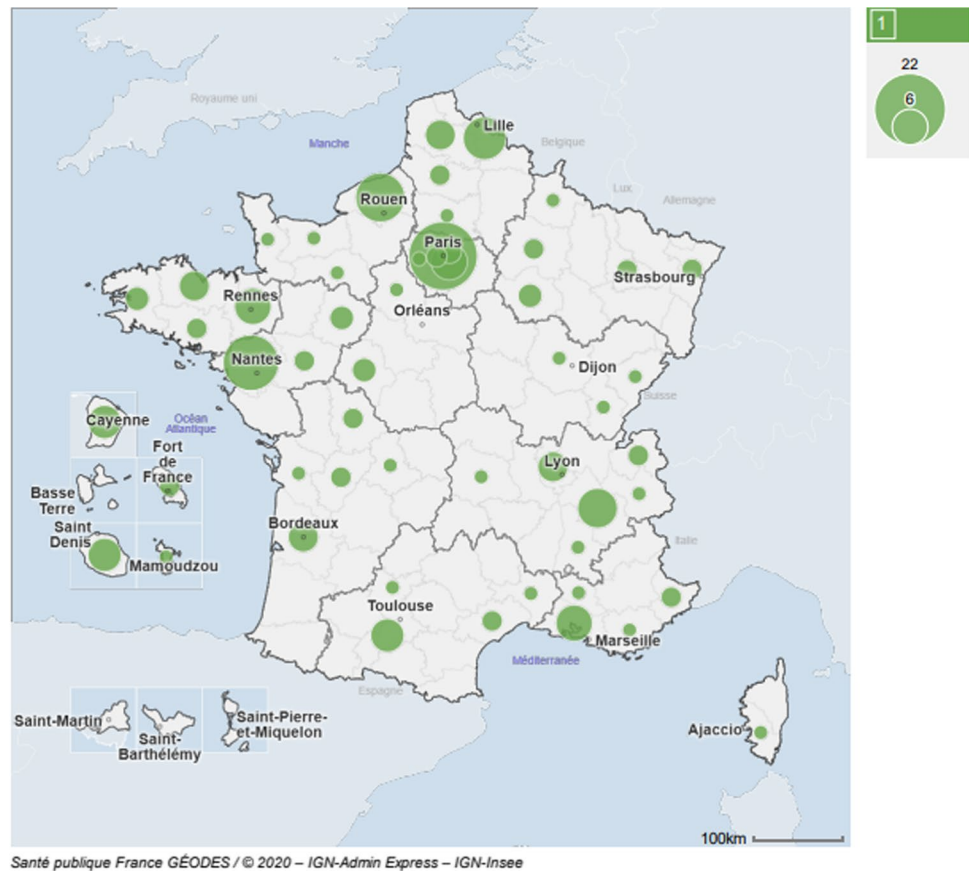 1
22
6
Royaume uni
Lille
Manche
Belgique
Lux.
Allemagne
Rouen
Paris
Strasbourg
Rennes
Orléans
Nantes
Dijon
Suisse
Cayenne
Océan
Atlantique
Fort
de
France
Basse
Terre
Lyon
Saint
Denis
Bordeaux
Mamoudzou
Italie
Toulouse
Marseille
Méditerranée
Espagne
Saint-Martin
Saint-
Barthélémy
Saint-Pierre-
et-Miquelon
Ajaccio
100km
Santé publique France GÉODES / © 2020 – IGN-Admin Express – IGN-Insee